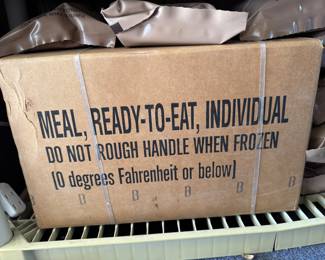 MEAL, READY-TO-EAT, INDIVIDUAL
DO NOT ROUGH HANDLE WHEN FROZEN
[0 degrees Fahrenheit or below]
B B B B B B